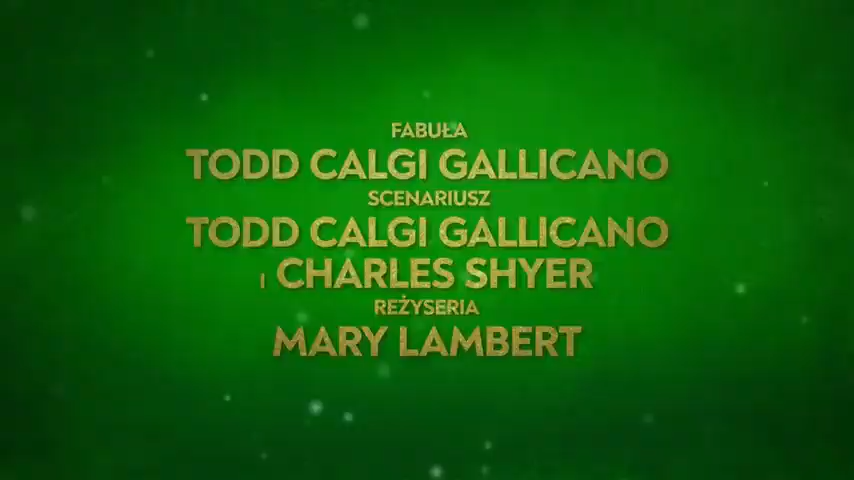 FABUŁA
TODD CALGI GALLICANO
SCENARIUSZ
TODD CALGI GALLICANO
I CHARLES SHYER
REŻYSERIA
MARY LAMBERT